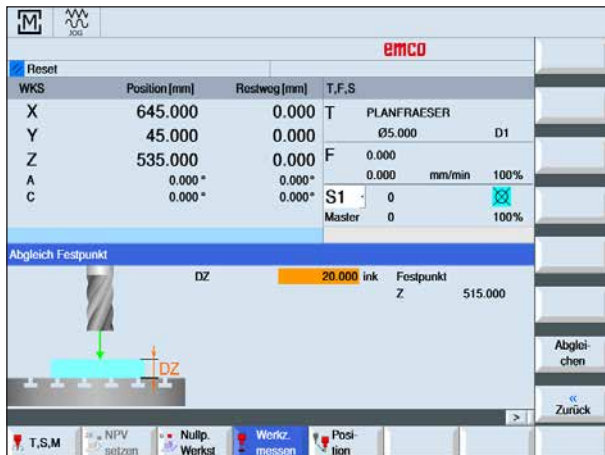 M
JOG
emco
Reset
WKS Position [mm] Restweg [mm] T,F,S
X 645.000 0.000 T PLANFRAESER
Y 45.000 0.000 Ø5.000 D1
Z 535.000 0.000 F 0.000
A 0.000° 0.000° 0.000 mm/min 100%
C 0.000° 0.000° S1 0
Master 0 100%
Abgleich Festpunkt
DZ 20.000 ink Festpunkt
Z 515.000
DZ
Abglei-
chen
«
Zurück
>
T,S,M NPV Nullp. Werkz. Posi-
setzen Werkst messen tion